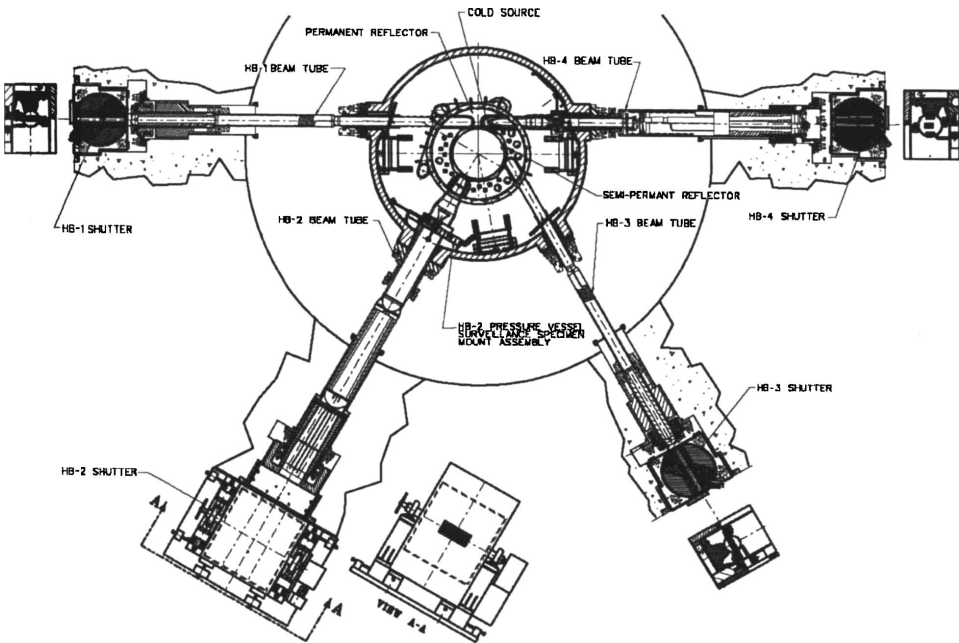 COLD SOURCE
PERMANENT REFLECTOR
HB-1 BEAM TUBE
HB-4 BEAM TUBE
SEMI-PERMANT REFLECTOR
HB-4 SHUTTER
HB-1 SHUTTER
HB-2 BEAM TUBE
HB-3 BEAM TUBE
HB-2 PRESSURE VESSEL
SURVEILLANCE SPECIMEN
MOUNT ASSEMBLY
HB-3 SHUTTER
HB-2 SHUTTER
AA
AA
VIEW A-A